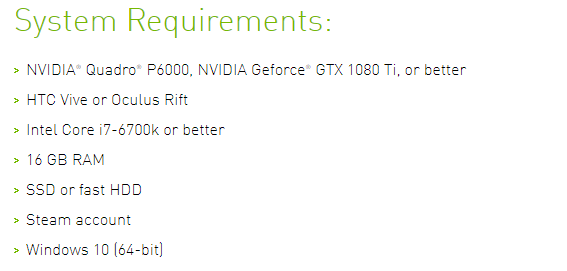 System Requirements:
> NVIDIA® Quadro® P6000, NVIDIA Geforce® GTX 1080 Ti, or better
> HTC Vive or Oculus Rift
> Intel Core i7-6700k or better
> 16 GB RAM
> SSD or fast HDD
> Steam account
> Windows 10 (64-bit)